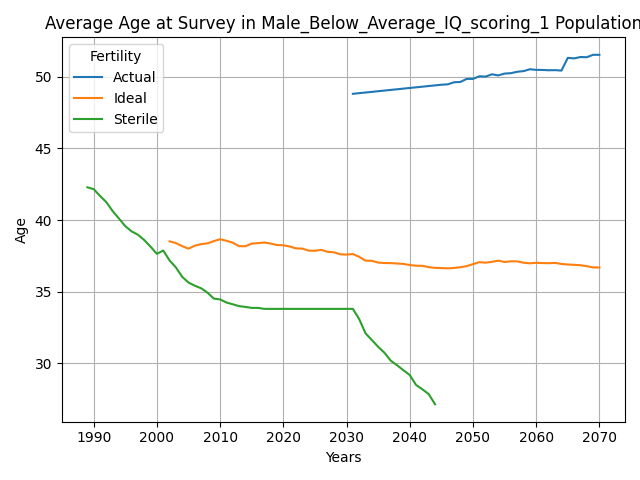 Average Age at Survey in Male_Below_Average_IQ_scoring_1 Population
Fertility
Actual
Ideal
Sterile
Age
50
45
40
35
30
1990 2000 2010 2020 2030 2040 2050 2060 2070
Years